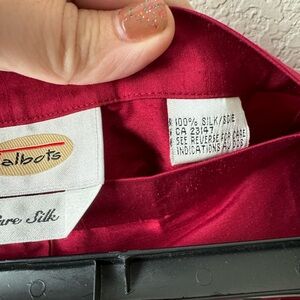 albots
ure Silk
100% SILK/SOIE
CA 23147
SEE REVERSE FOR CARE
INDICATIONS AU DOS